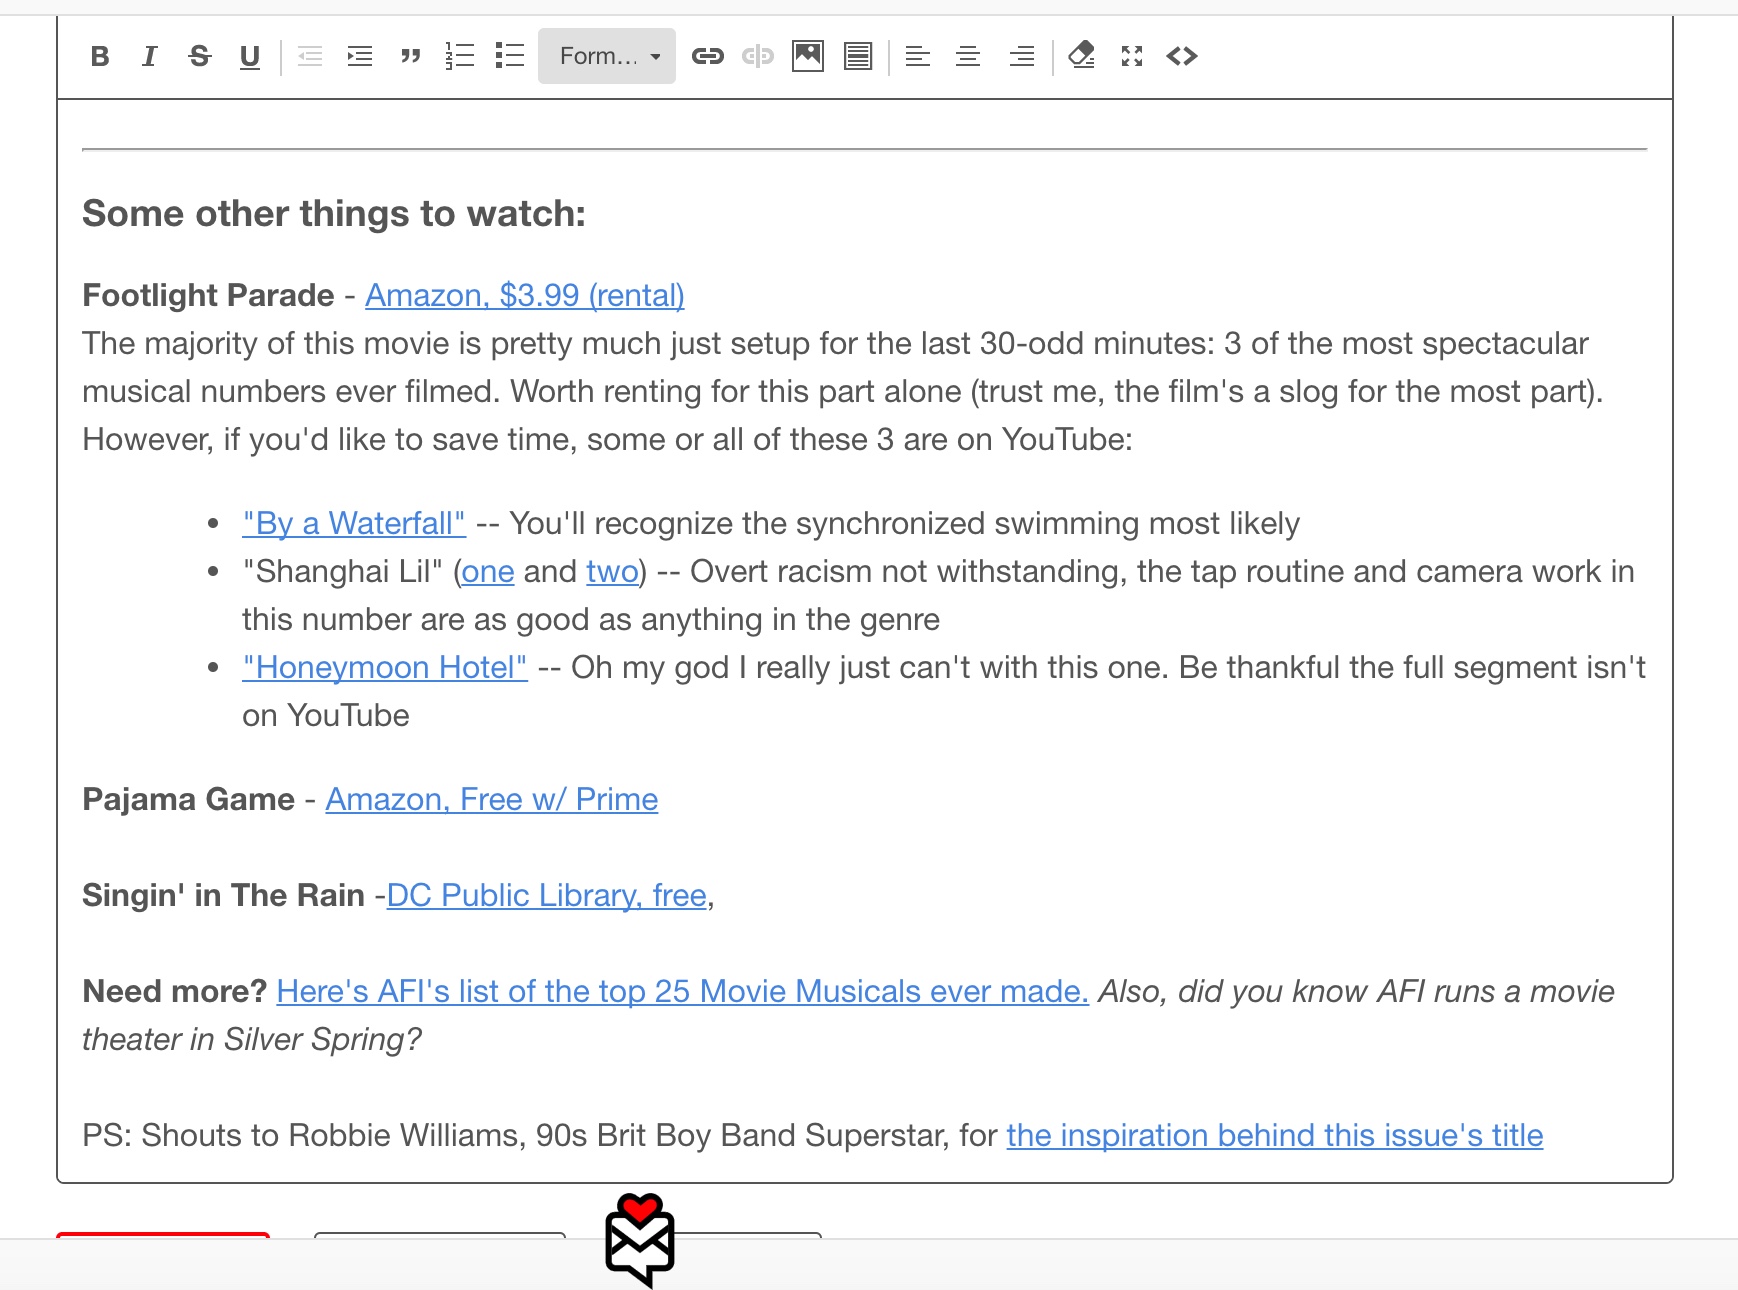 B I S U Form...
Some other things to watch:
Footlight Parade - Amazon, $3.99 (rental)
The majority of this movie is pretty much just setup for the last 30-odd minutes: 3 of the most spectacular
musical numbers ever filmed. Worth renting for this part alone (trust me, the film's a slog for the most part).
However, if you'd like to save time, some or all of these 3 are on YouTube:
• "By a Waterfall" -- You'll recognize the synchronized swimming most likely
• "Shanghai Lil" (one and two) -- Overt racism not withstanding, the tap routine and camera work in
this number are as good as anything in the genre
• "Honeymoon Hotel" -- Oh my god I really just can't with this one. Be thankful the full segment isn't
on YouTube
Pajama Game - Amazon, Free w/ Prime
Singin' in The Rain -DC Public Library, free,
Need more? Here's AFI's list of the top 25 Movie Musicals ever made. Also, did you know AFI runs a movie
theater in Silver Spring?
PS: Shouts to Robbie Williams, 90s Brit Boy Band Superstar, for the inspiration behind this issue's title